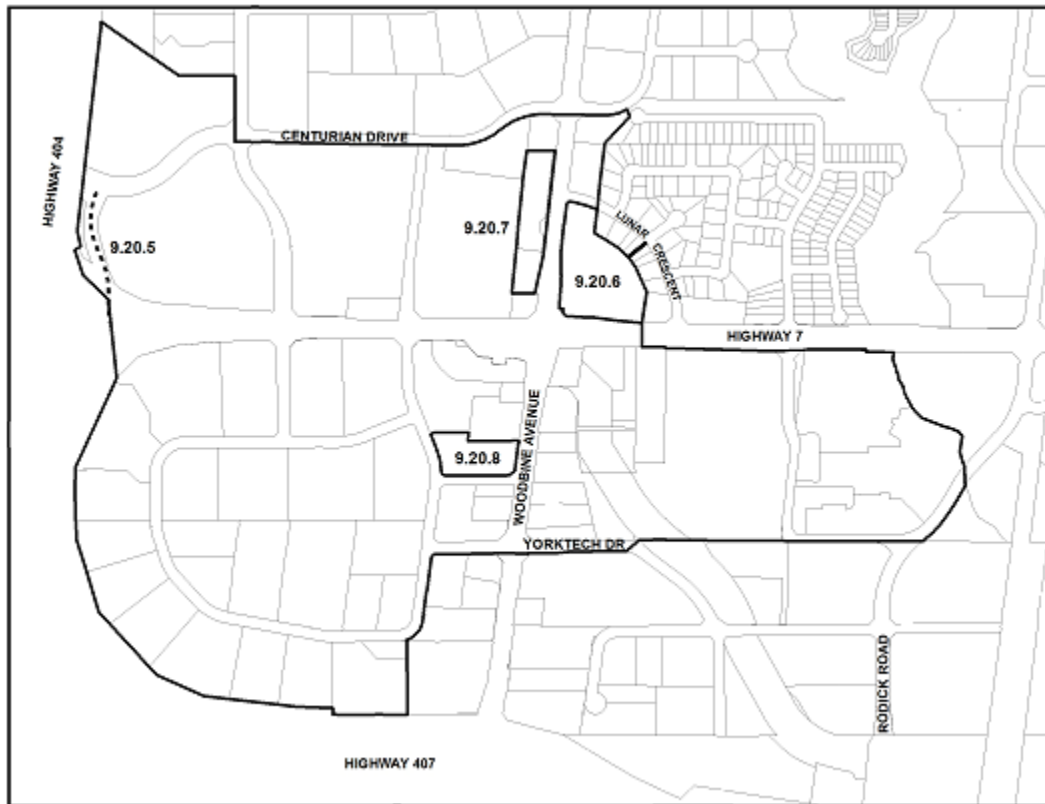 CENTURIAN DRIVE
HIGHWAY 404
9.20.7
LUNAR
CRESCENT
9.20.5
9.20.6
HIGHWAY 7
WOODBINE AVENUE
9.20.8
YORKTECH DR
RODICK ROAD
HIGHWAY 407